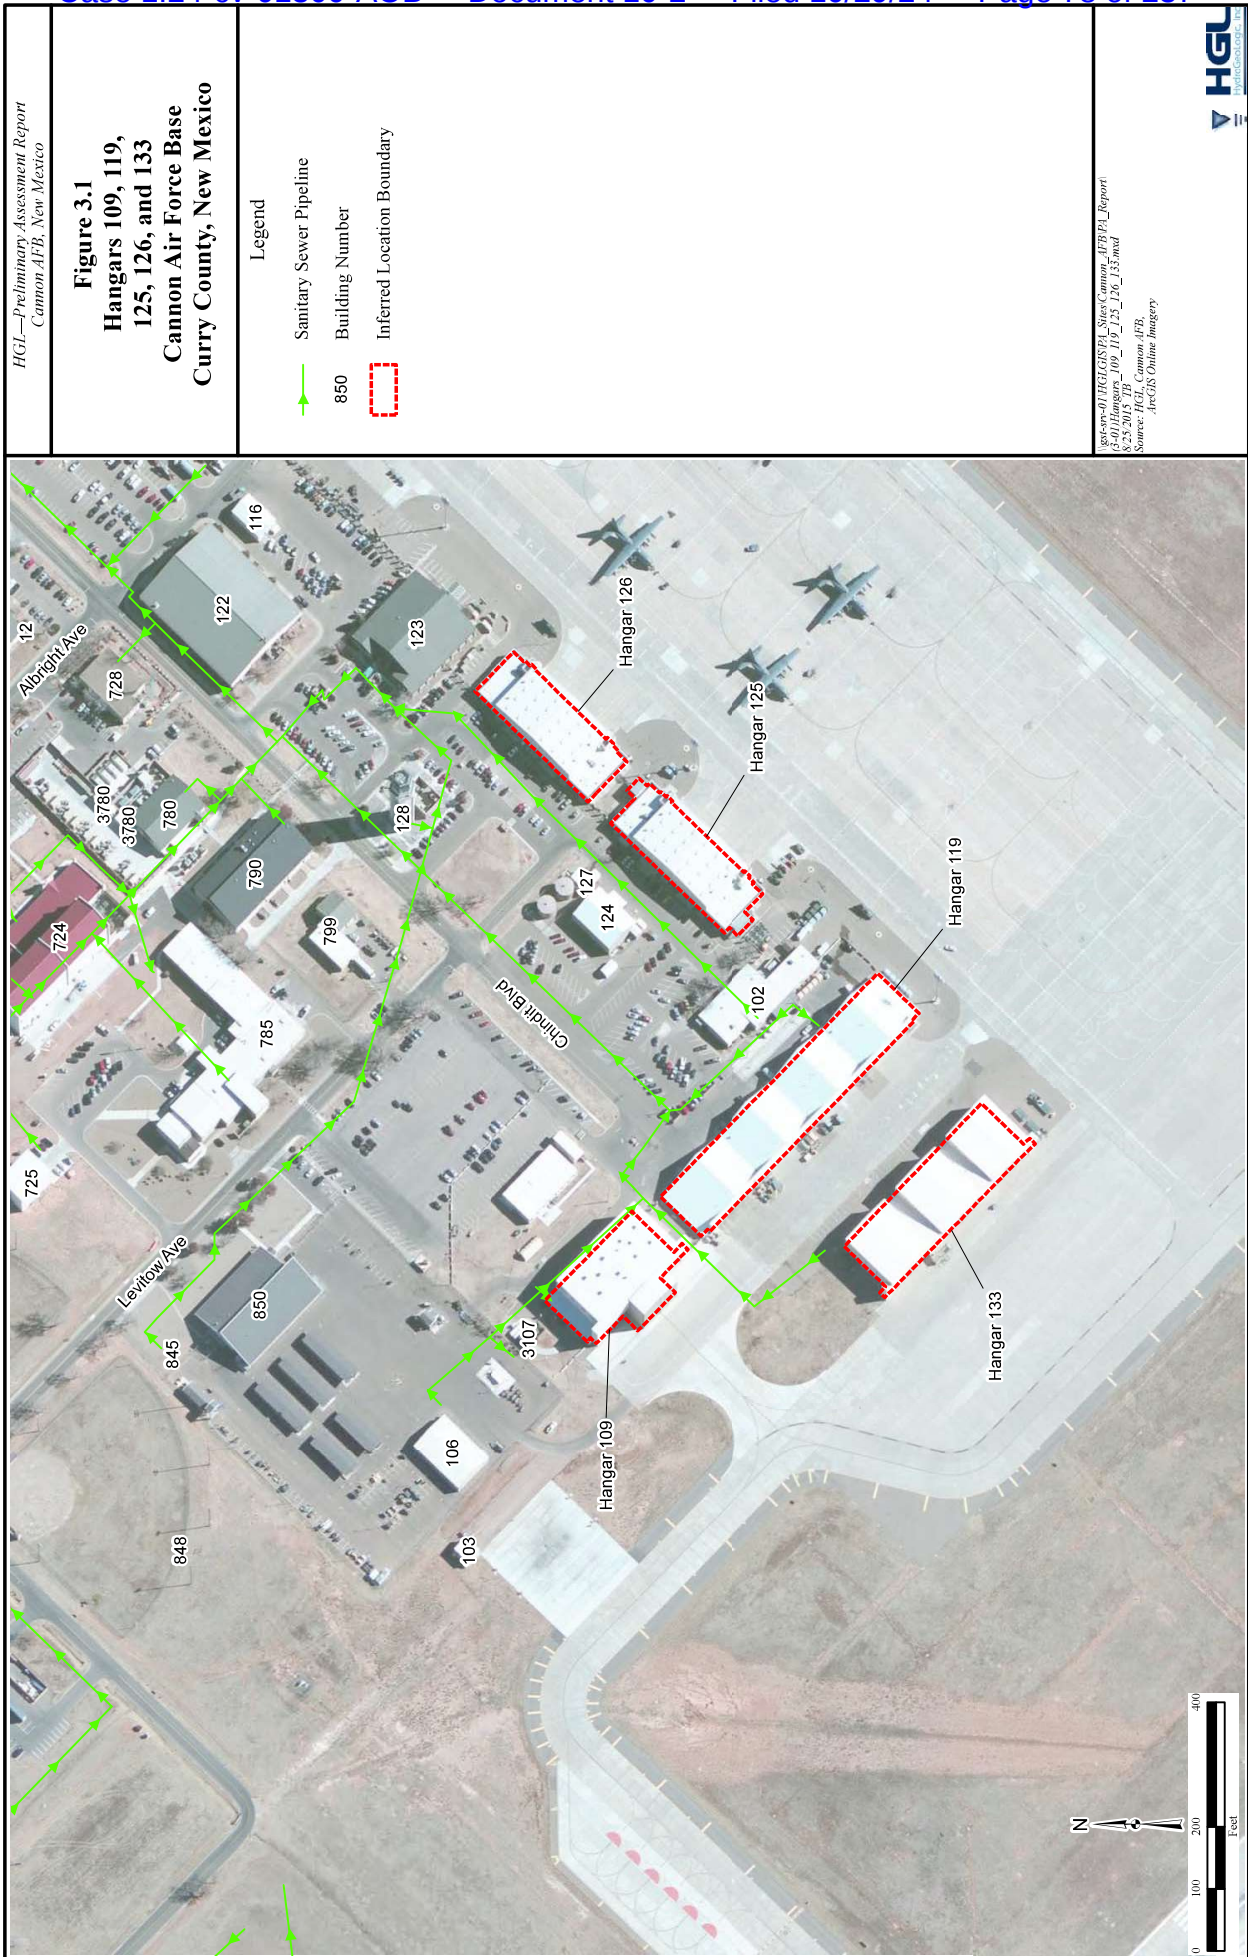 HGL—Preliminary Assessment Report
Cannon AFB, New Mexico
Figure 3.1
Hangars 109, 119,
125, 126, and 133
Cannon Air Force Base
Curry County, New Mexico
Legend
Sanitary Sewer Pipeline
850 Building Number
Inferred Location Boundary
\\gst-srv-01\HGLGIS\PA_Sites\Cannon_AFB\PA_Report\
(3-01)Hangars_109_119_125_126_133.mxd
8/25/2015 TB
Source: HGL, Cannon AFB,
ArcGIS Online Imagery
HGL
HydroGeoLogic, Inc
12
Albright Ave
116
122
728
123
3780
3780
780
790
128
724
799
127
124
785
Chindit Blvd
102
725
Levitow Ave
845
850
3107
106
103
848
Hangar 126
Hangar 125
Hangar 119
Hangar 133
Hangar 109
N
0 100 200 400
Feet